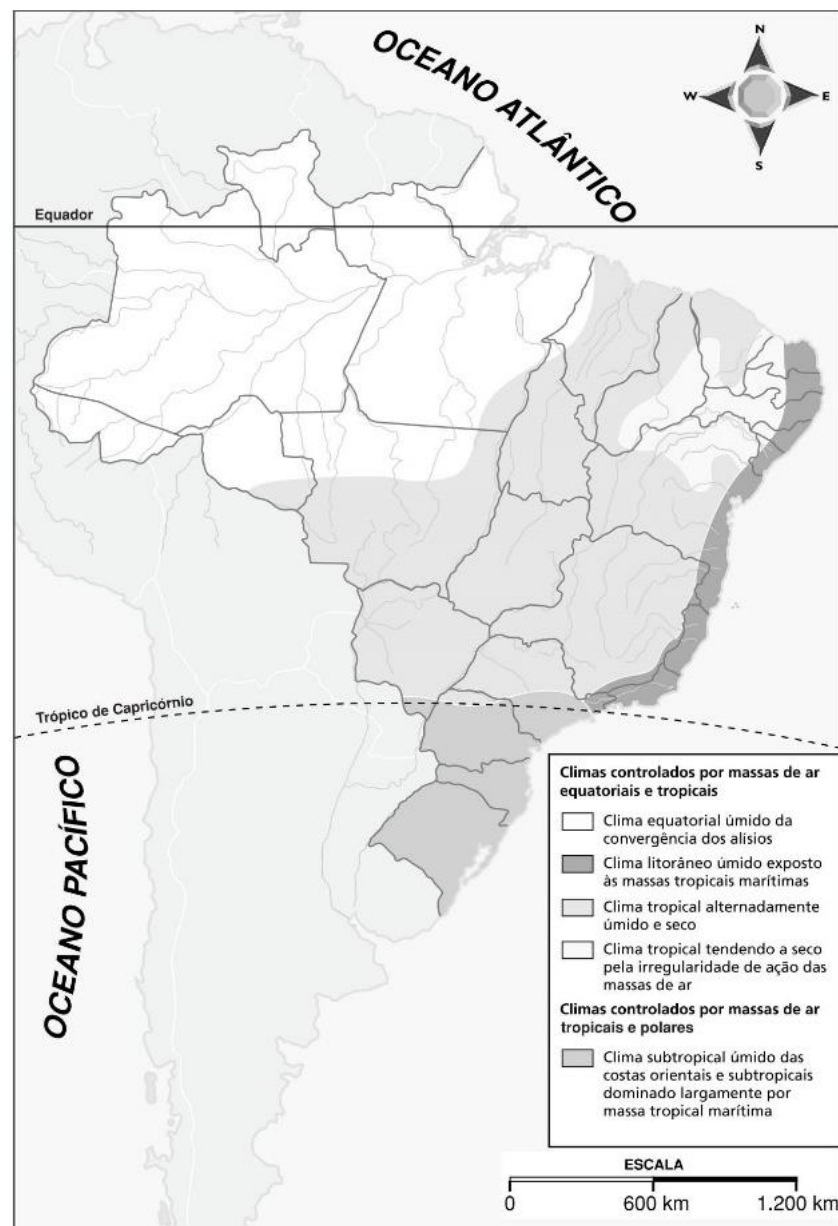 OCEANO ATLÂNTICO
N
W
E
S
Equador
Trópico de Capricórnio
OCEANO PACÍFICO
Climas controlados por massas de ar
equatoriais e tropicais
Clima equatorial úmido da
convergência dos alísios
Clima litorâneo úmido exposto
às massas tropicais marítimas
Clima tropical alternadamente
úmido e seco
Clima tropical tendendo a seco
pela irregularidade de ação das
massas de ar
Climas controlados por massas de ar
tropicais e polares
Clima subtropical úmido das
costas orientais e subtropicais
dominado largamente por
massa tropical marítima
ESCALA
0 600 km 1.200 km